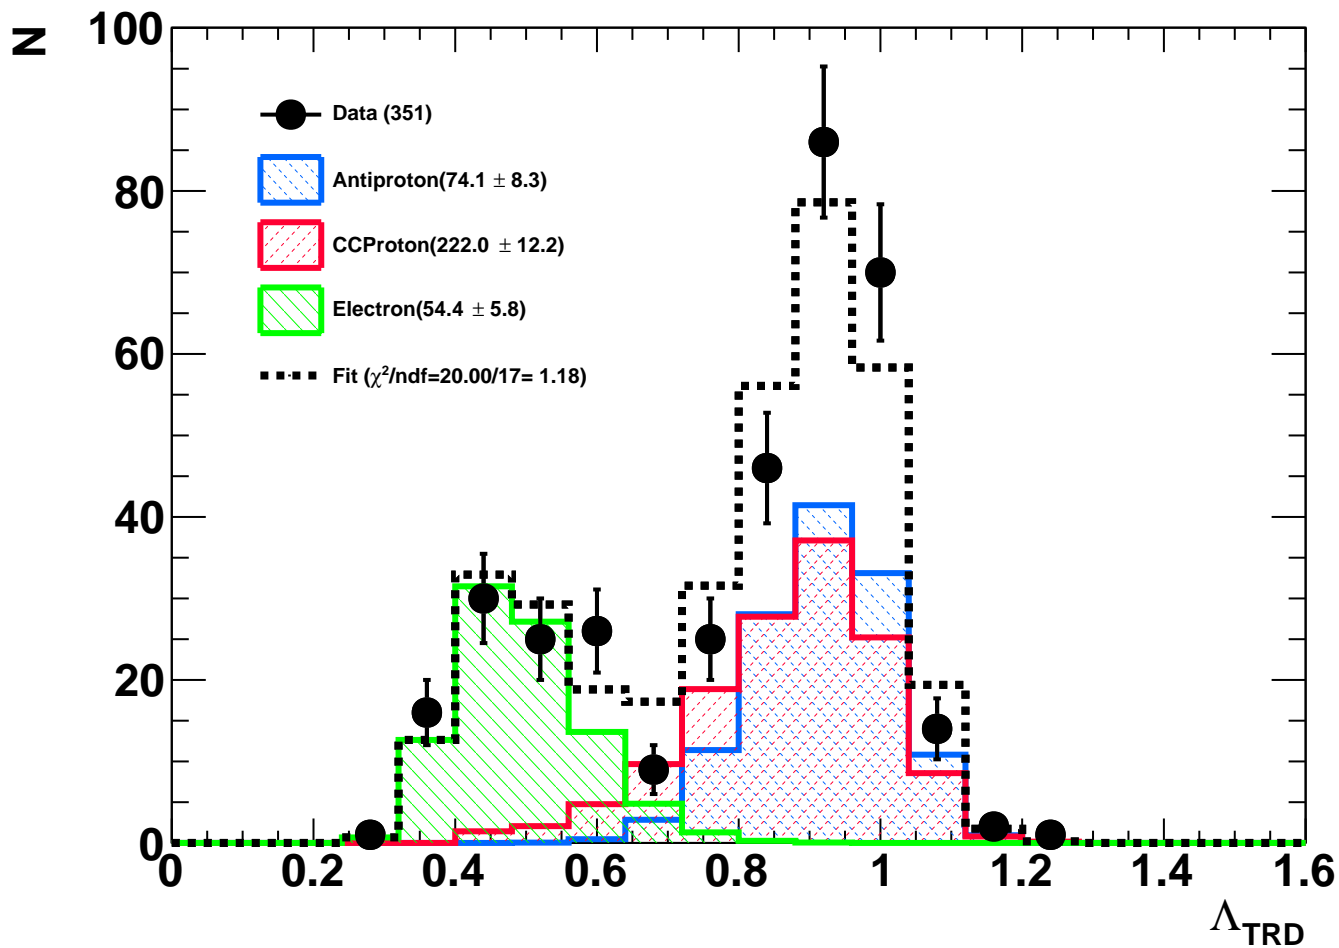 N
100
80
60
40
20
0
Data (351)
Antiproton(74.1 ± 8.3)
CCProton(222.0 ± 12.2)
Electron(54.4 ± 5.8)
Fit (χ²/ndf=20.00/17= 1.18)
0 0.2 0.4 0.6 0.8 1 1.2 1.4 1.6
Λ_TRD